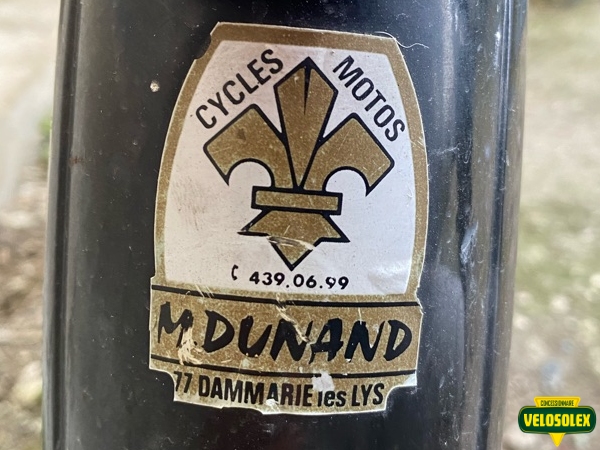 CYCLES MOTOS
439.06.99
M.DUNAND
77 DAMMARIE les LYS
CONCESSIONNAIRE
VELOSOLEX